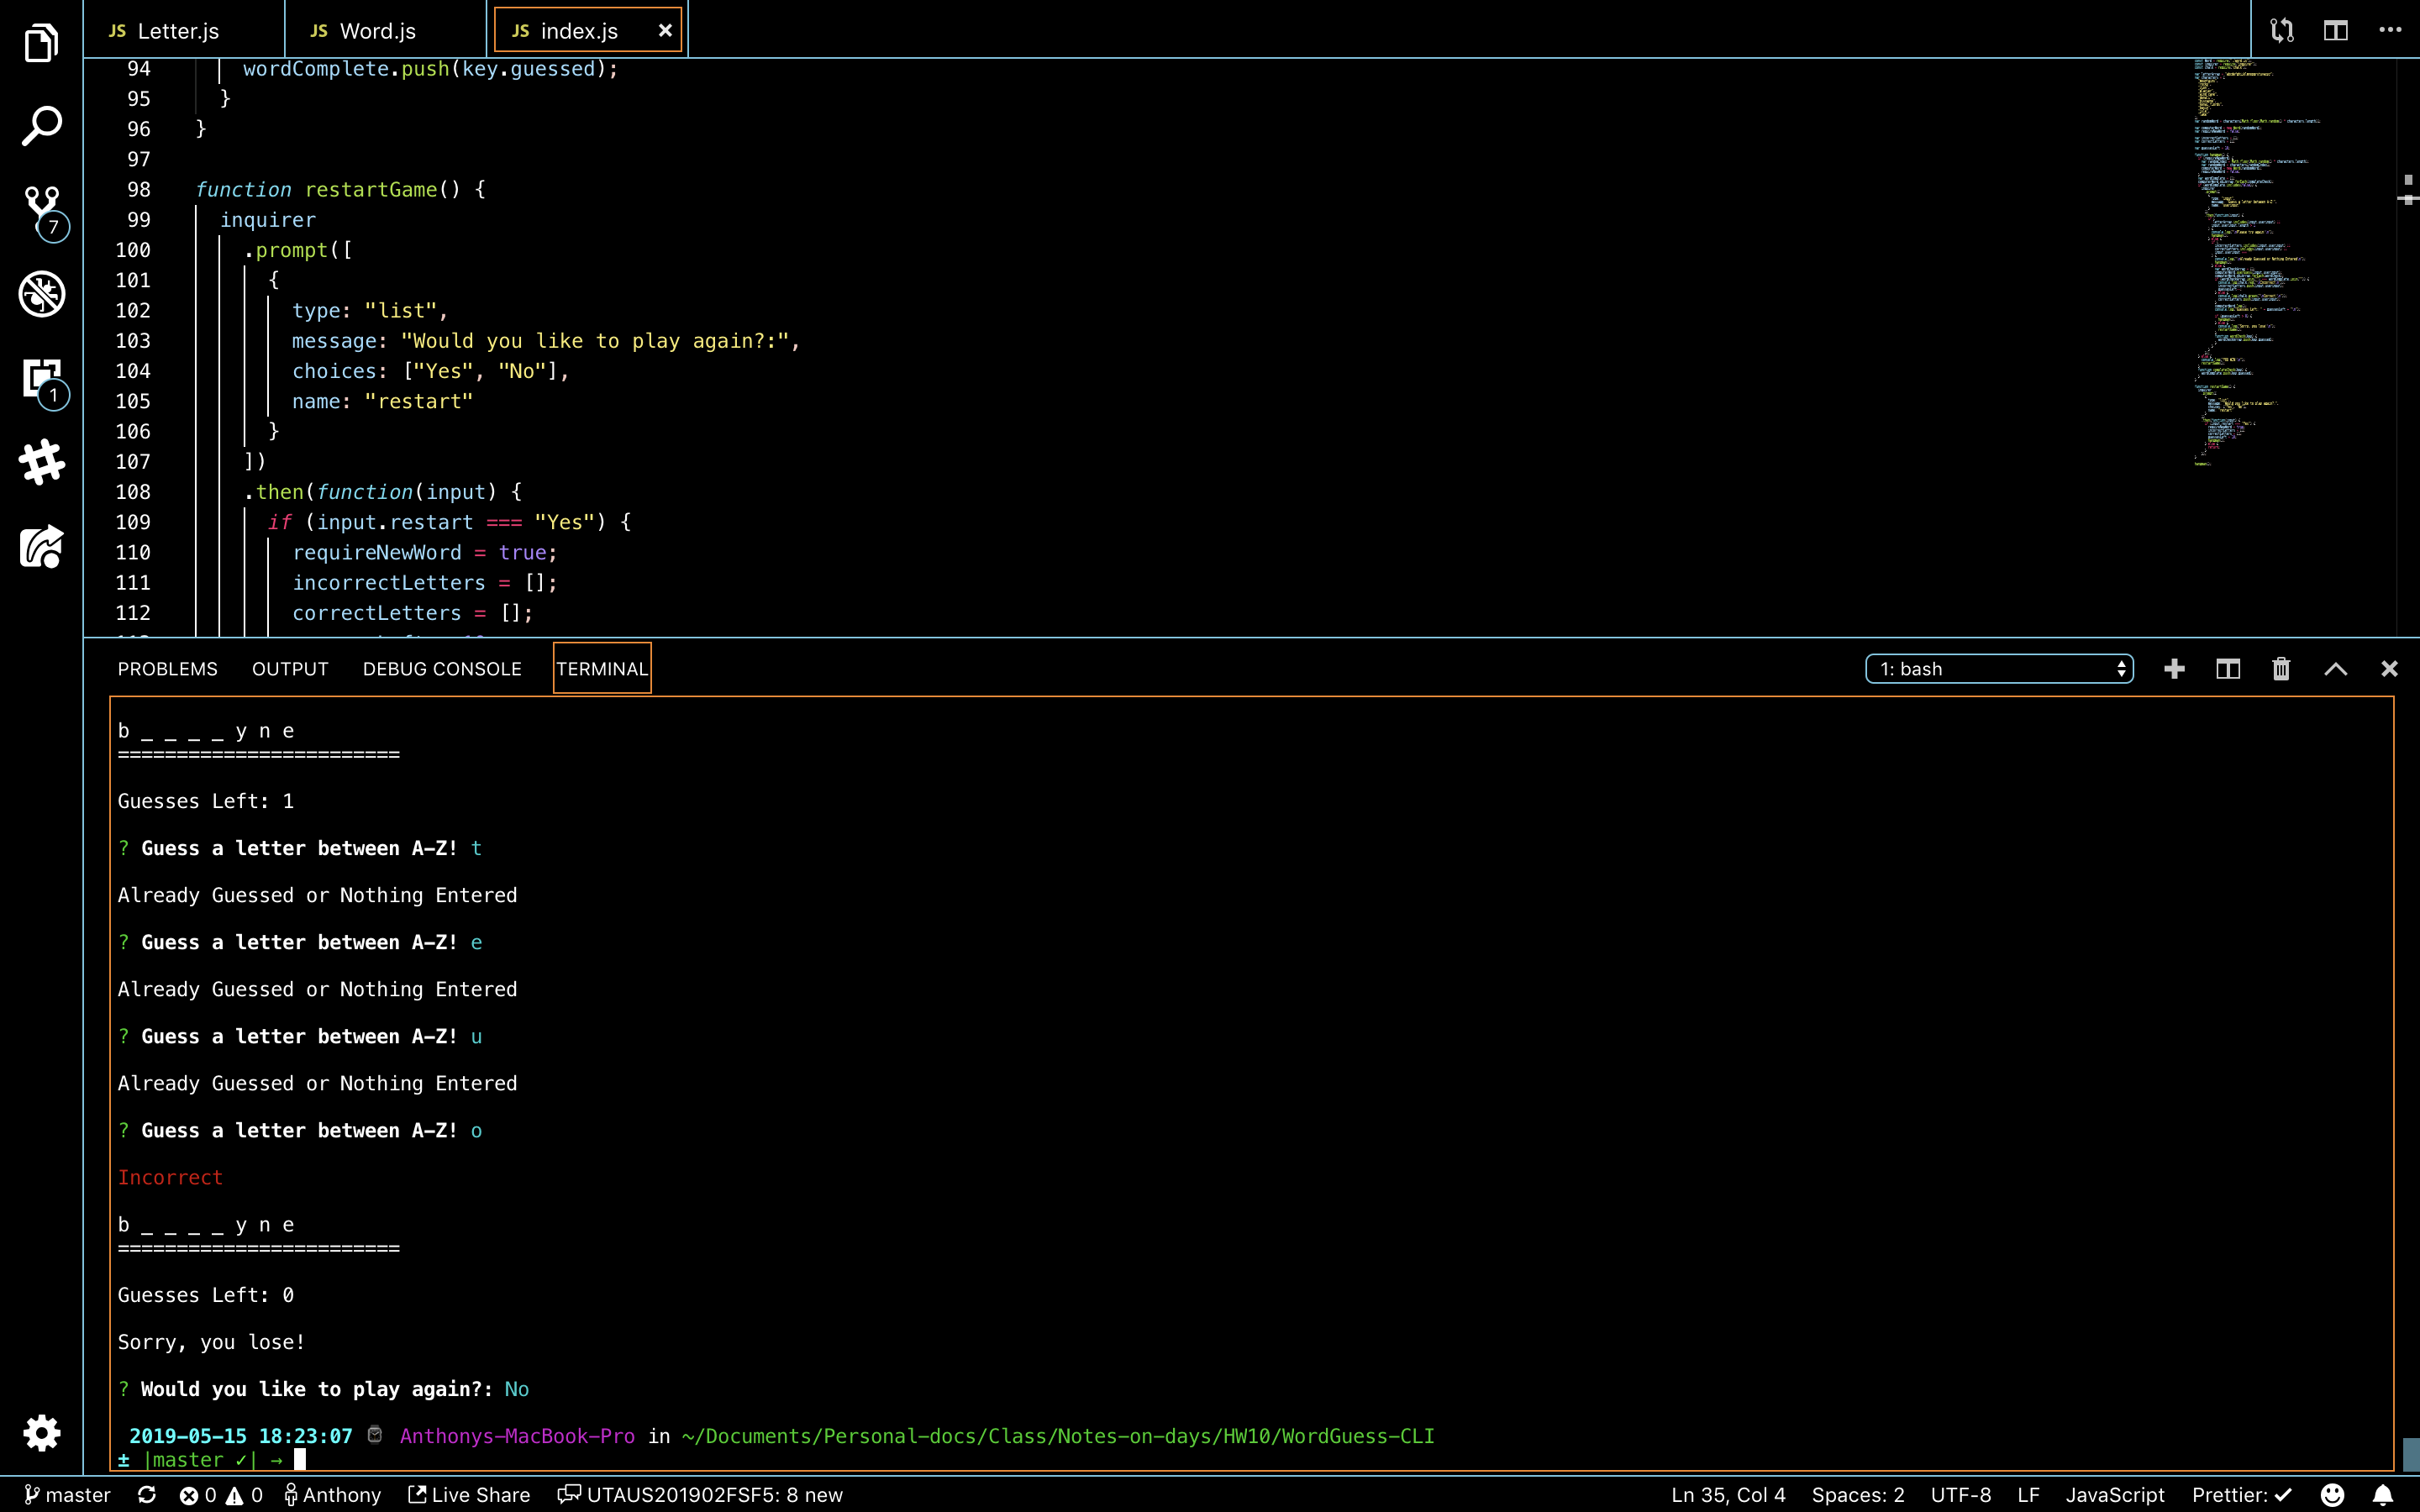 JS Letter.js JS Word.js JS index.js
94 wordComplete.push(key.guessed);
95 }
96 }
97
98 function restartGame() {
99 inquirer
100 .prompt([
101 {
102 type: "list",
103 message: "Would you like to play again?:",
104 choices: ["Yes", "No"],
105 name: "restart"
106 }
107 ])
108 .then(function(input) {
109 if (input.restart === "Yes") {
110 requireNewWord = true;
111 incorrectLetters = [];
112 correctLetters = [];
7
1
PROBLEMS OUTPUT DEBUG CONSOLE TERMINAL 1: bash
b _ _ _ _ y n e
========================
Guesses Left: 1
? Guess a letter between A-Z! t
Already Guessed or Nothing Entered
? Guess a letter between A-Z! e
Already Guessed or Nothing Entered
? Guess a letter between A-Z! u
Already Guessed or Nothing Entered
? Guess a letter between A-Z! o
Incorrect
b _ _ _ _ y n e
========================
Guesses Left: 0
Sorry, you lose!
? Would you like to play again?: No
2019-05-15 18:23:07 ⌚ Anthonys-MacBook-Pro in ~/Documents/Personal-docs/Class/Notes-on-days/HW10/WordGuess-CLI
± |master ✓| →
master 0 0 Anthony Live Share UTAUS201902FSF5: 8 new Ln 35, Col 4 Spaces: 2 UTF-8 LF JavaScript Prettier: ✓